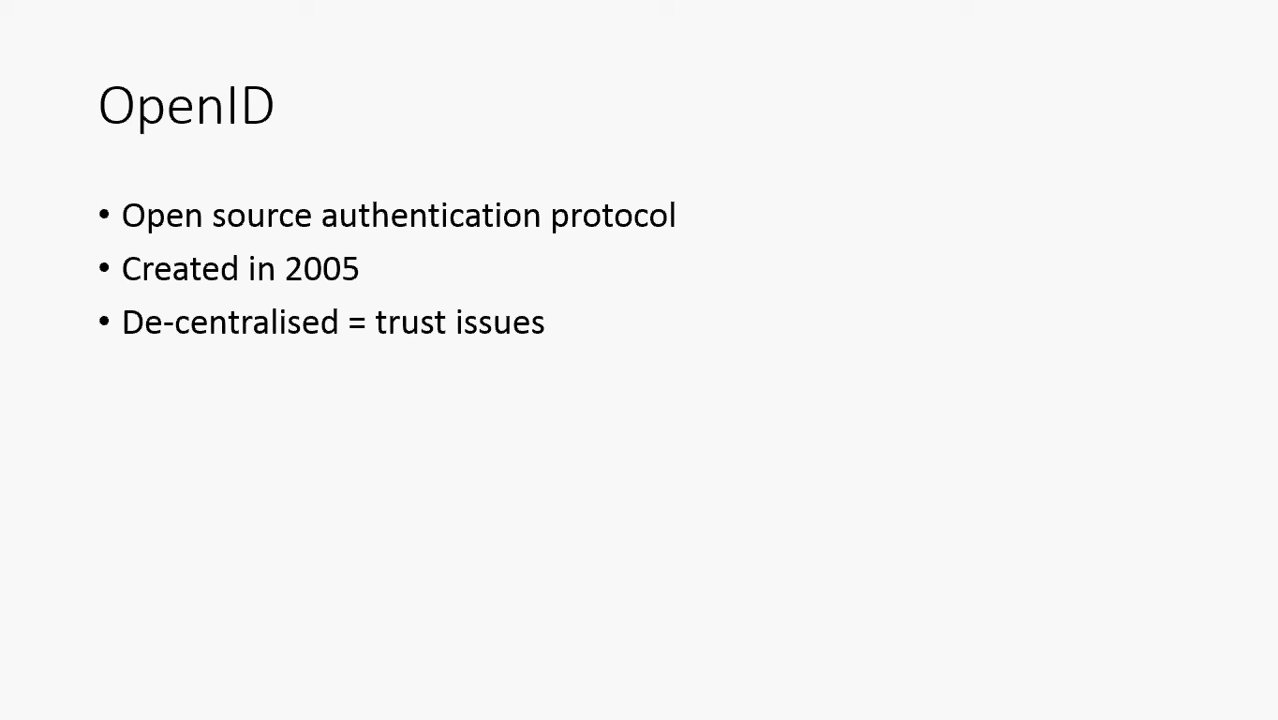 OpenID
• Open source authentication protocol
• Created in 2005
• De-centralised = trust issues